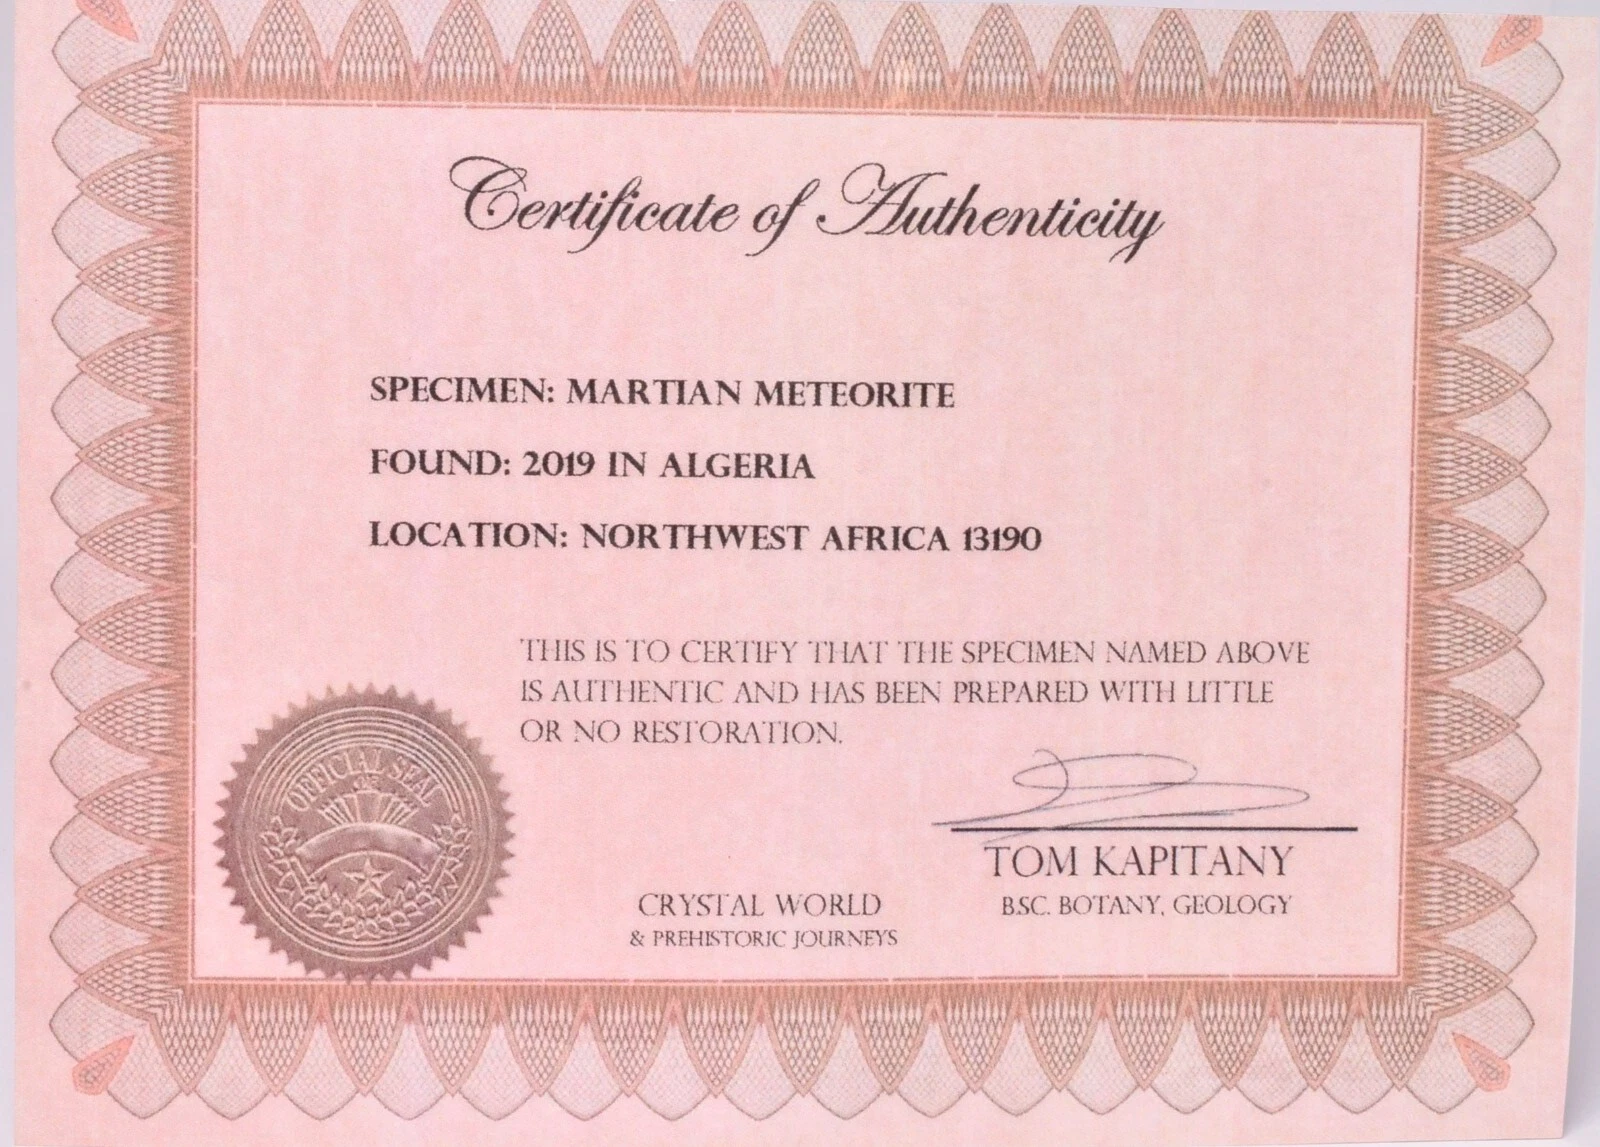 Certificate of Authenticity
SPECIMEN: MARTIAN METEORITE
FOUND: 2019 IN ALGERIA
LOCATION: NORTHWEST AFRICA 13190
THIS IS TO CERTIFY THAT THE SPECIMEN NAMED ABOVE
IS AUTHENTIC AND HAS BEEN PREPARED WITH LITTLE
OR NO RESTORATION.
OFFICIAL SEAL
TOM KAPITANY
B.SC. BOTANY, GEOLOGY
CRYSTAL WORLD
& PREHISTORIC JOURNEYS